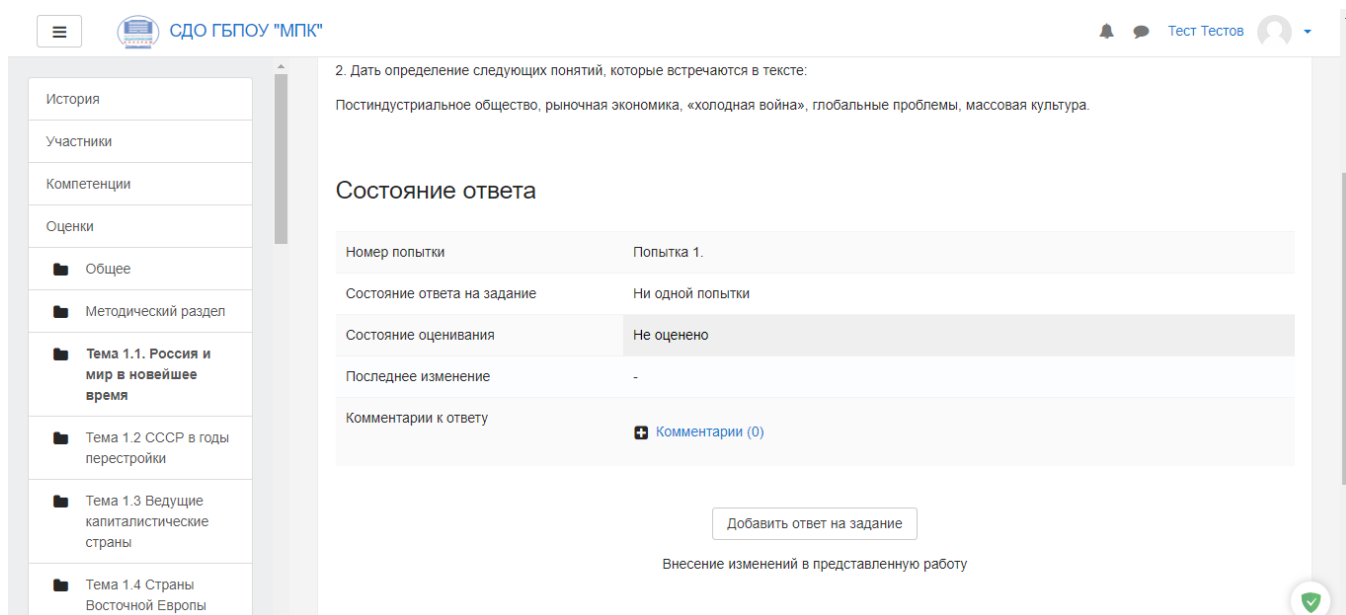 СДО ГБПОУ "МПК"
Тест Тестов
История
Участники
Компетенции
Оценки
Общее
Методический раздел
Тема 1.1. Россия и
мир в новейшее
время
Тема 1.2 СССР в годы
перестройки
Тема 1.3 Ведущие
капиталистические
страны
Тема 1.4 Страны
Восточной Европы
2. Дать определение следующих понятий, которые встречаются в тексте:
Постиндустриальное общество, рыночная экономика, «холодная война», глобальные проблемы, массовая культура.
Состояние ответа
Номер попытки Попытка 1.
Состояние ответа на задание Ни одной попытки
Состояние оценивания Не оценено
Последнее изменение -
Комментарии к ответу Комментарии (0)
Добавить ответ на задание
Внесение изменений в представленную работу